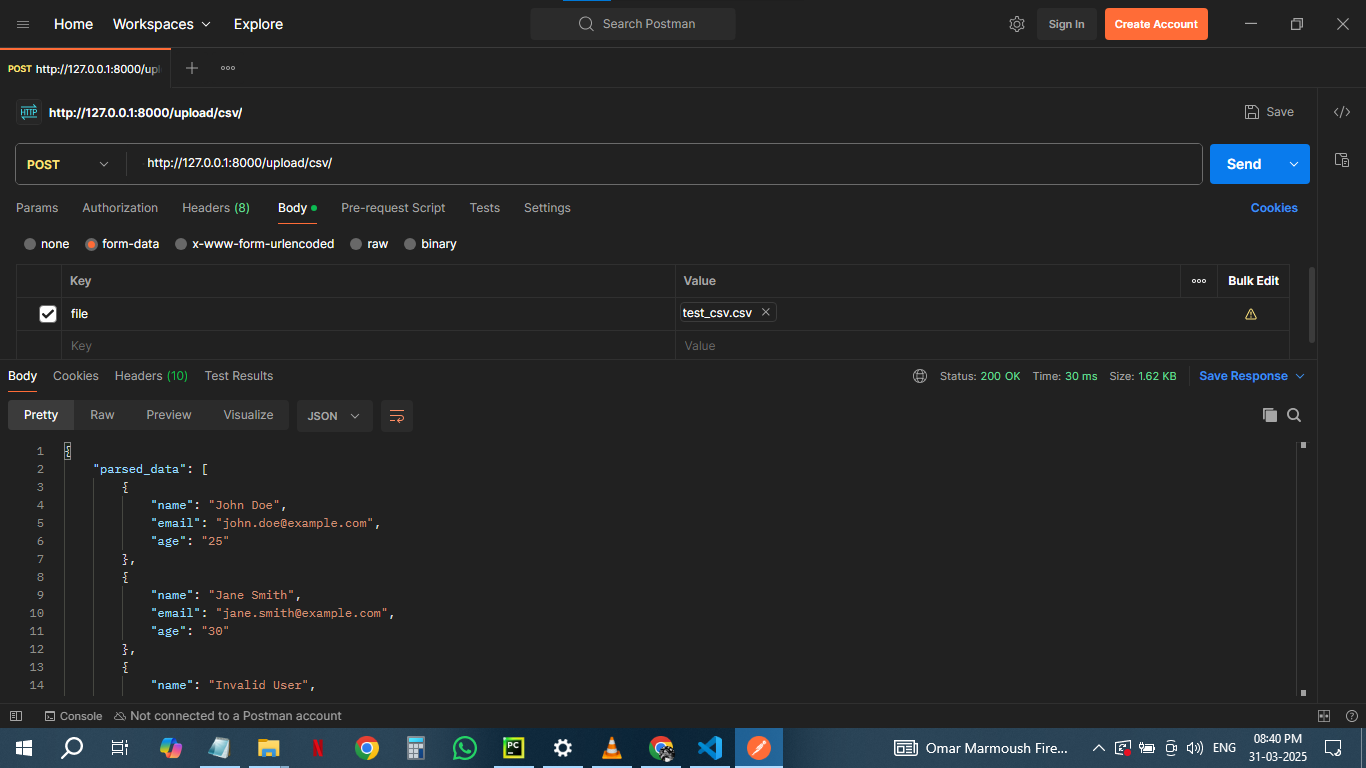 Home Workspaces Explore Search Postman Sign In Create Account
POST http://127.0.0.1:8000/upl
HTTP http://127.0.0.1:8000/upload/csv/ Save
POST http://127.0.0.1:8000/upload/csv/ Send
Params Authorization Headers (8) Body Pre-request Script Tests Settings Cookies
none form-data x-www-form-urlencoded raw binary
Key Value Bulk Edit
file test_csv.csv
Key Value
Body Cookies Headers (10) Test Results Status: 200 OK Time: 30 ms Size: 1.62 KB Save Response
Pretty Raw Preview Visualize JSON
1 {
2 "parsed_data": [
3 {
4 "name": "John Doe",
5 "email": "john.doe@example.com",
6 "age": "25"
7 },
8 {
9 "name": "Jane Smith",
10 "email": "jane.smith@example.com",
11 "age": "30"
12 },
13 {
14 "name": "Invalid User",
Console Not connected to a Postman account
PC Omar Marmoush Fire... ENG 08:40 PM
31-03-2025